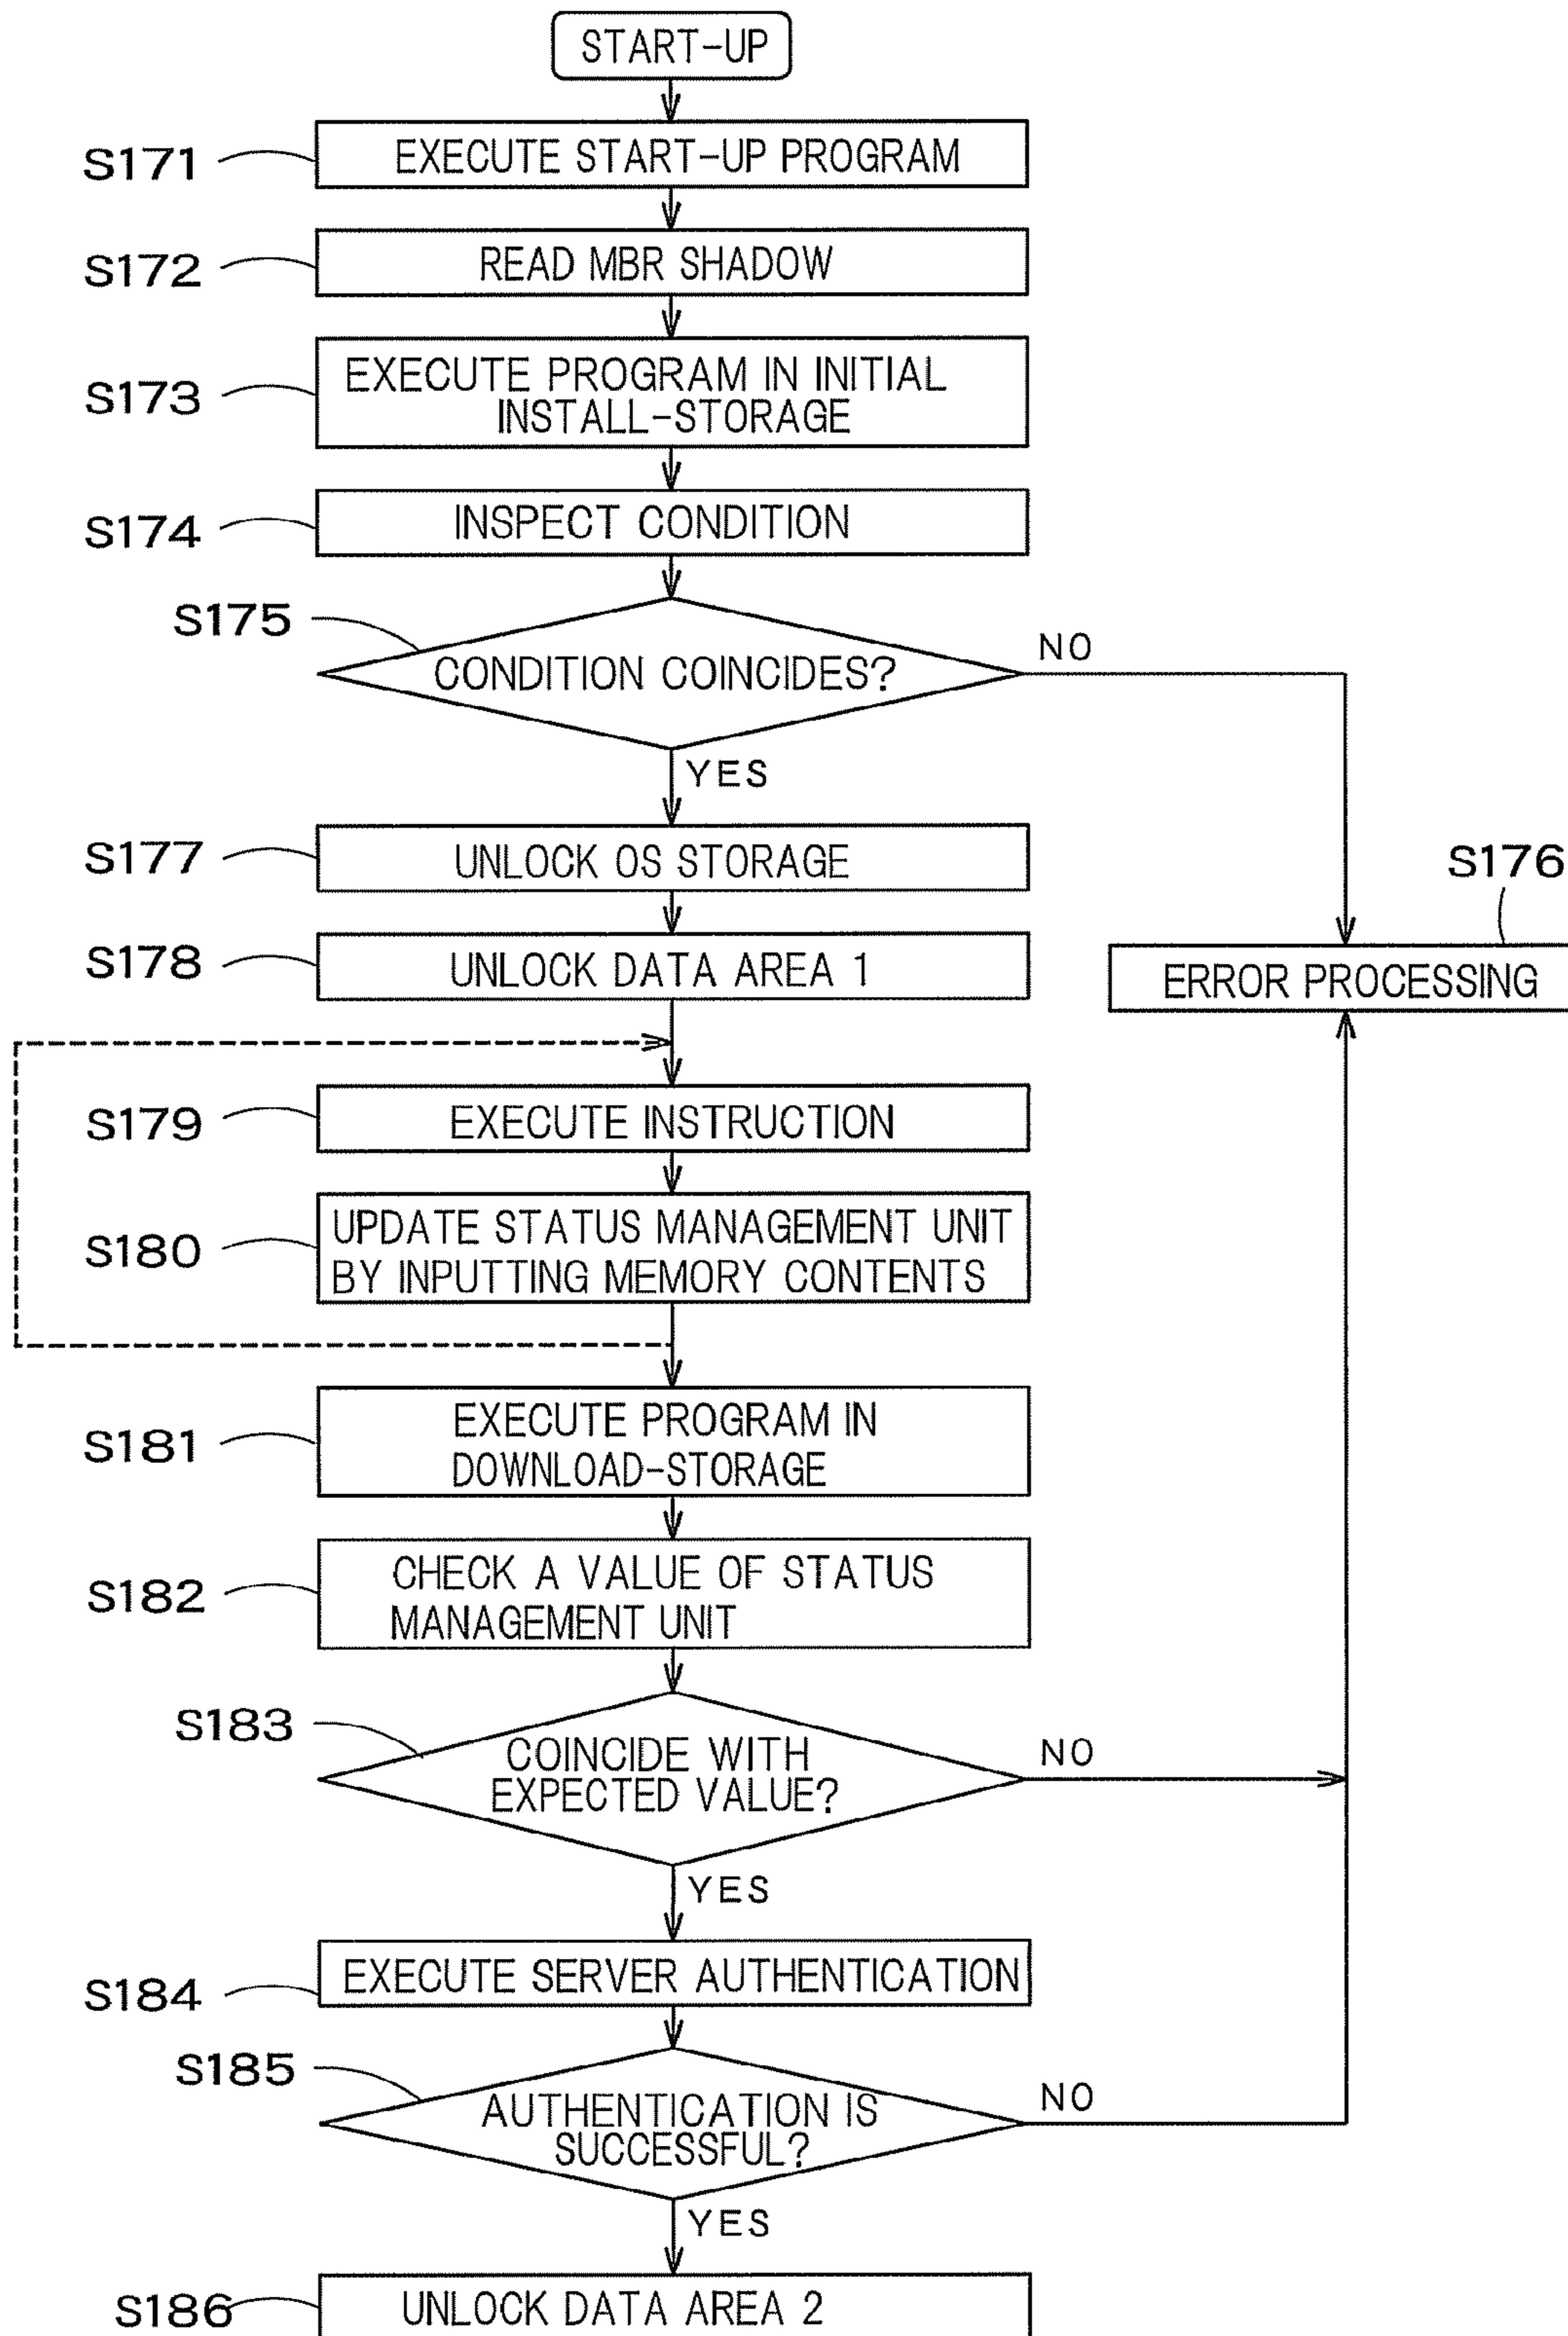 START-UP
S171
EXECUTE START-UP PROGRAM
S172
READ MBR SHADOW
S173
EXECUTE PROGRAM IN INITIAL
INSTALL-STORAGE
S174
INSPECT CONDITION
S175
CONDITION COINCIDES?
NO
YES
S177
UNLOCK OS STORAGE
S176
ERROR PROCESSING
S178
UNLOCK DATA AREA 1
S179
EXECUTE INSTRUCTION
S180
UPDATE STATUS MANAGEMENT UNIT
BY INPUTTING MEMORY CONTENTS
S181
EXECUTE PROGRAM IN
DOWNLOAD-STORAGE
S182
CHECK A VALUE OF STATUS
MANAGEMENT UNIT
S183
COINCIDE WITH
EXPECTED VALUE?
NO
YES
S184
EXECUTE SERVER AUTHENTICATION
S185
AUTHENTICATION IS
SUCCESSFUL?
NO
YES
S186
UNLOCK DATA AREA 2